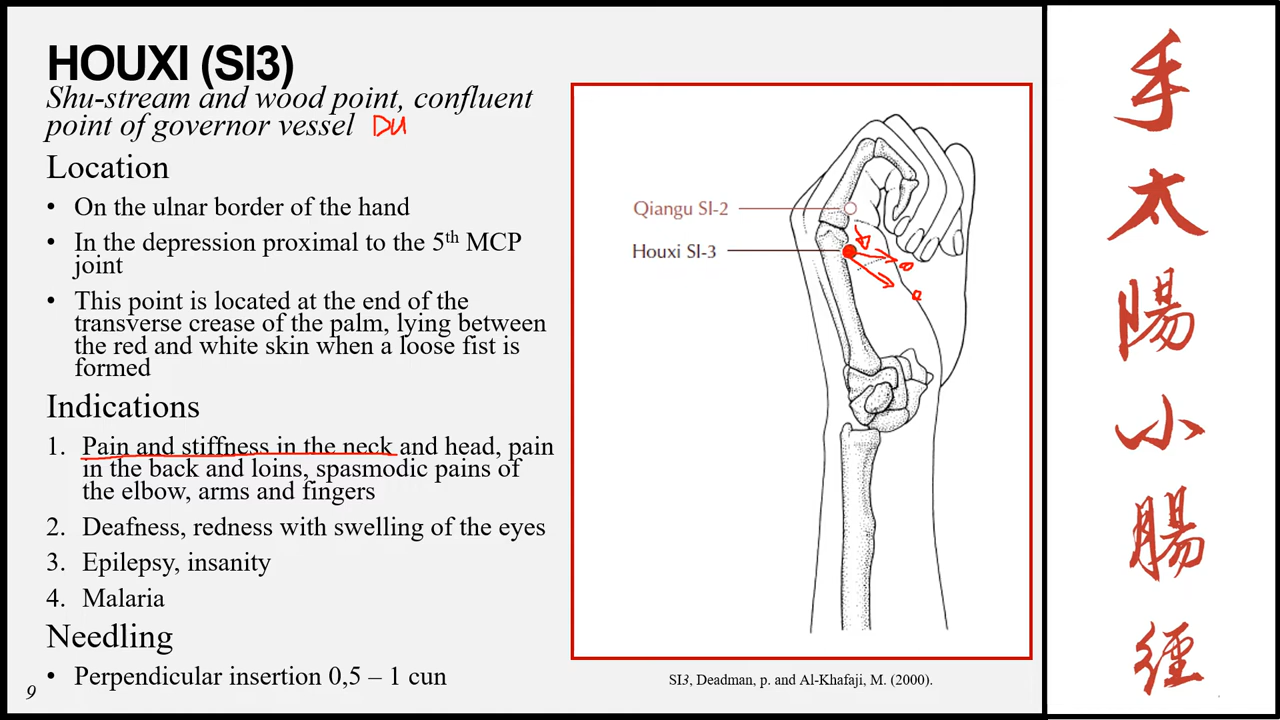 HOUXI (SI3)
Shu-stream and wood point, confluent
point of governor vessel DU
Location
• On the ulnar border of the hand
• In the depression proximal to the 5th MCP
joint
• This point is located at the end of the
transverse crease of the palm, lying between
the red and white skin when a loose fist is
formed
Indications
1. Pain and stiffness in the neck and head, pain
in the back and loins, spasmodic pains of
the elbow, arms and fingers
2. Deafness, redness with swelling of the eyes
3. Epilepsy, insanity
4. Malaria
Needling
• Perpendicular insertion 0,5 – 1 cun
9
Qiangu SI-2
Houxi SI-3
SI3, Deadman, p. and Al-Khafaji, M. (2000).
手
太
陽
小
腸
經